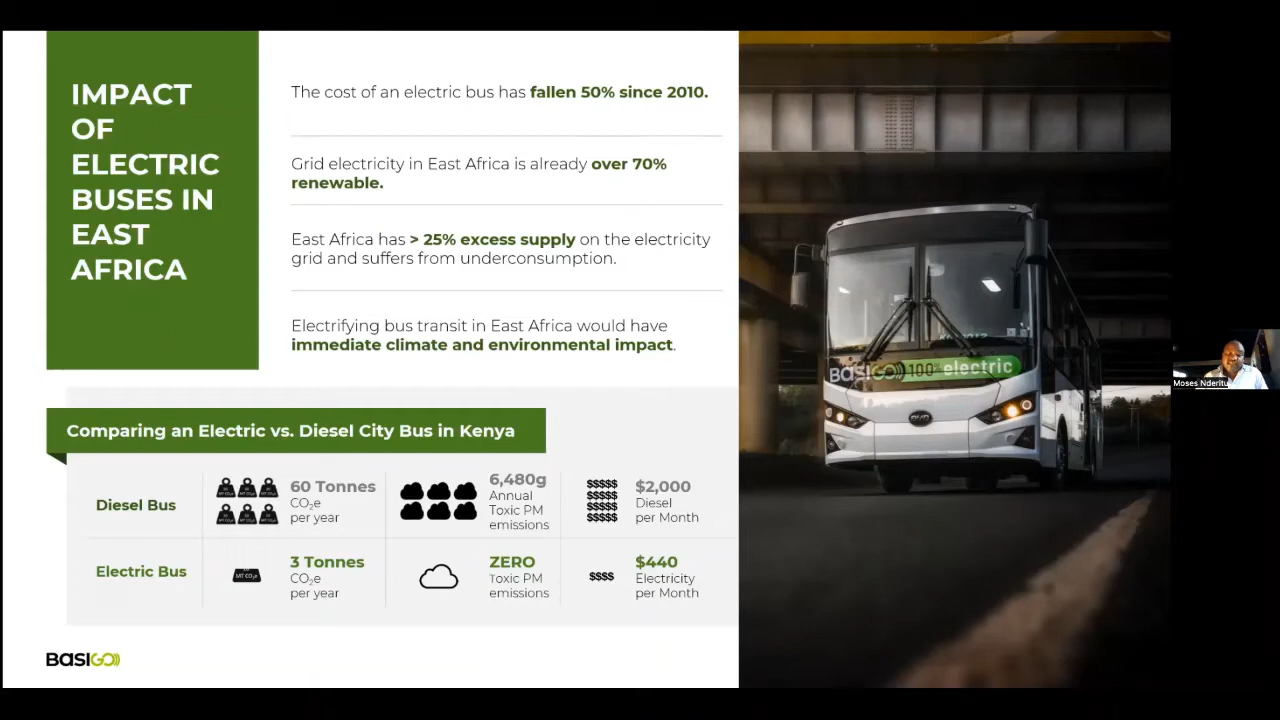 IMPACT
OF
ELECTRIC
BUSES IN
EAST
AFRICA
The cost of an electric bus has fallen 50% since 2010.
Grid electricity in East Africa is already over 70%
renewable.
East Africa has > 25% excess supply on the electricity
grid and suffers from underconsumption.
Electrifying bus transit in East Africa would have
immediate climate and environmental impact.
BASIGO 100% electric
BYD
Moses Nderitu
Comparing an Electric vs. Diesel City Bus in Kenya
Diesel Bus
60 Tonnes
CO₂e
per year
6,480g
Annual
Toxic PM
emissions
$$$$$
$$$$$
$$$$$
$$$$$
$2,000
Diesel
per Month
Electric Bus
MT CO₂e
3 Tonnes
CO₂e
per year
ZERO
Toxic PM
emissions
$$$$
$440
Electricity
per Month
BASIGO